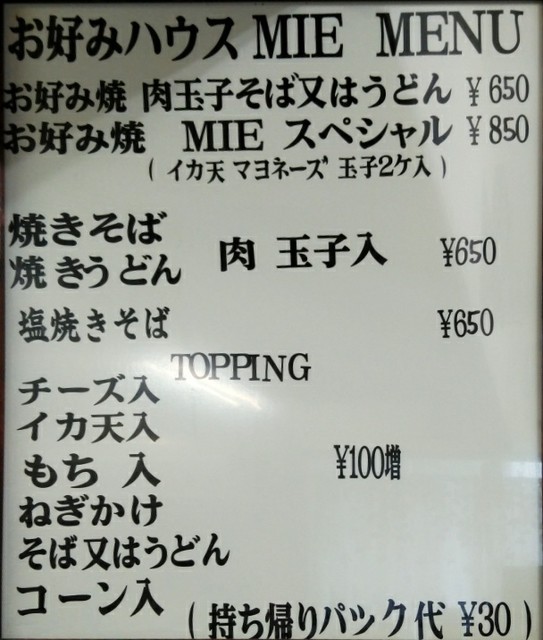 お好みハウス MIE MENU
お好み焼 肉玉子そば又はうどん ¥650
お好み焼 MIE スペシャル ¥850
( イカ天 マヨネーズ 玉子2ケ入 )
焼きそば
焼きうどん 肉 玉子入 ¥650
塩焼きそば ¥650
TOPPING
チーズ入
イカ天入
もち 入 ¥100増
ねぎかけ
そば又はうどん
コーン入
( 持ち帰りパック代 ¥30 )